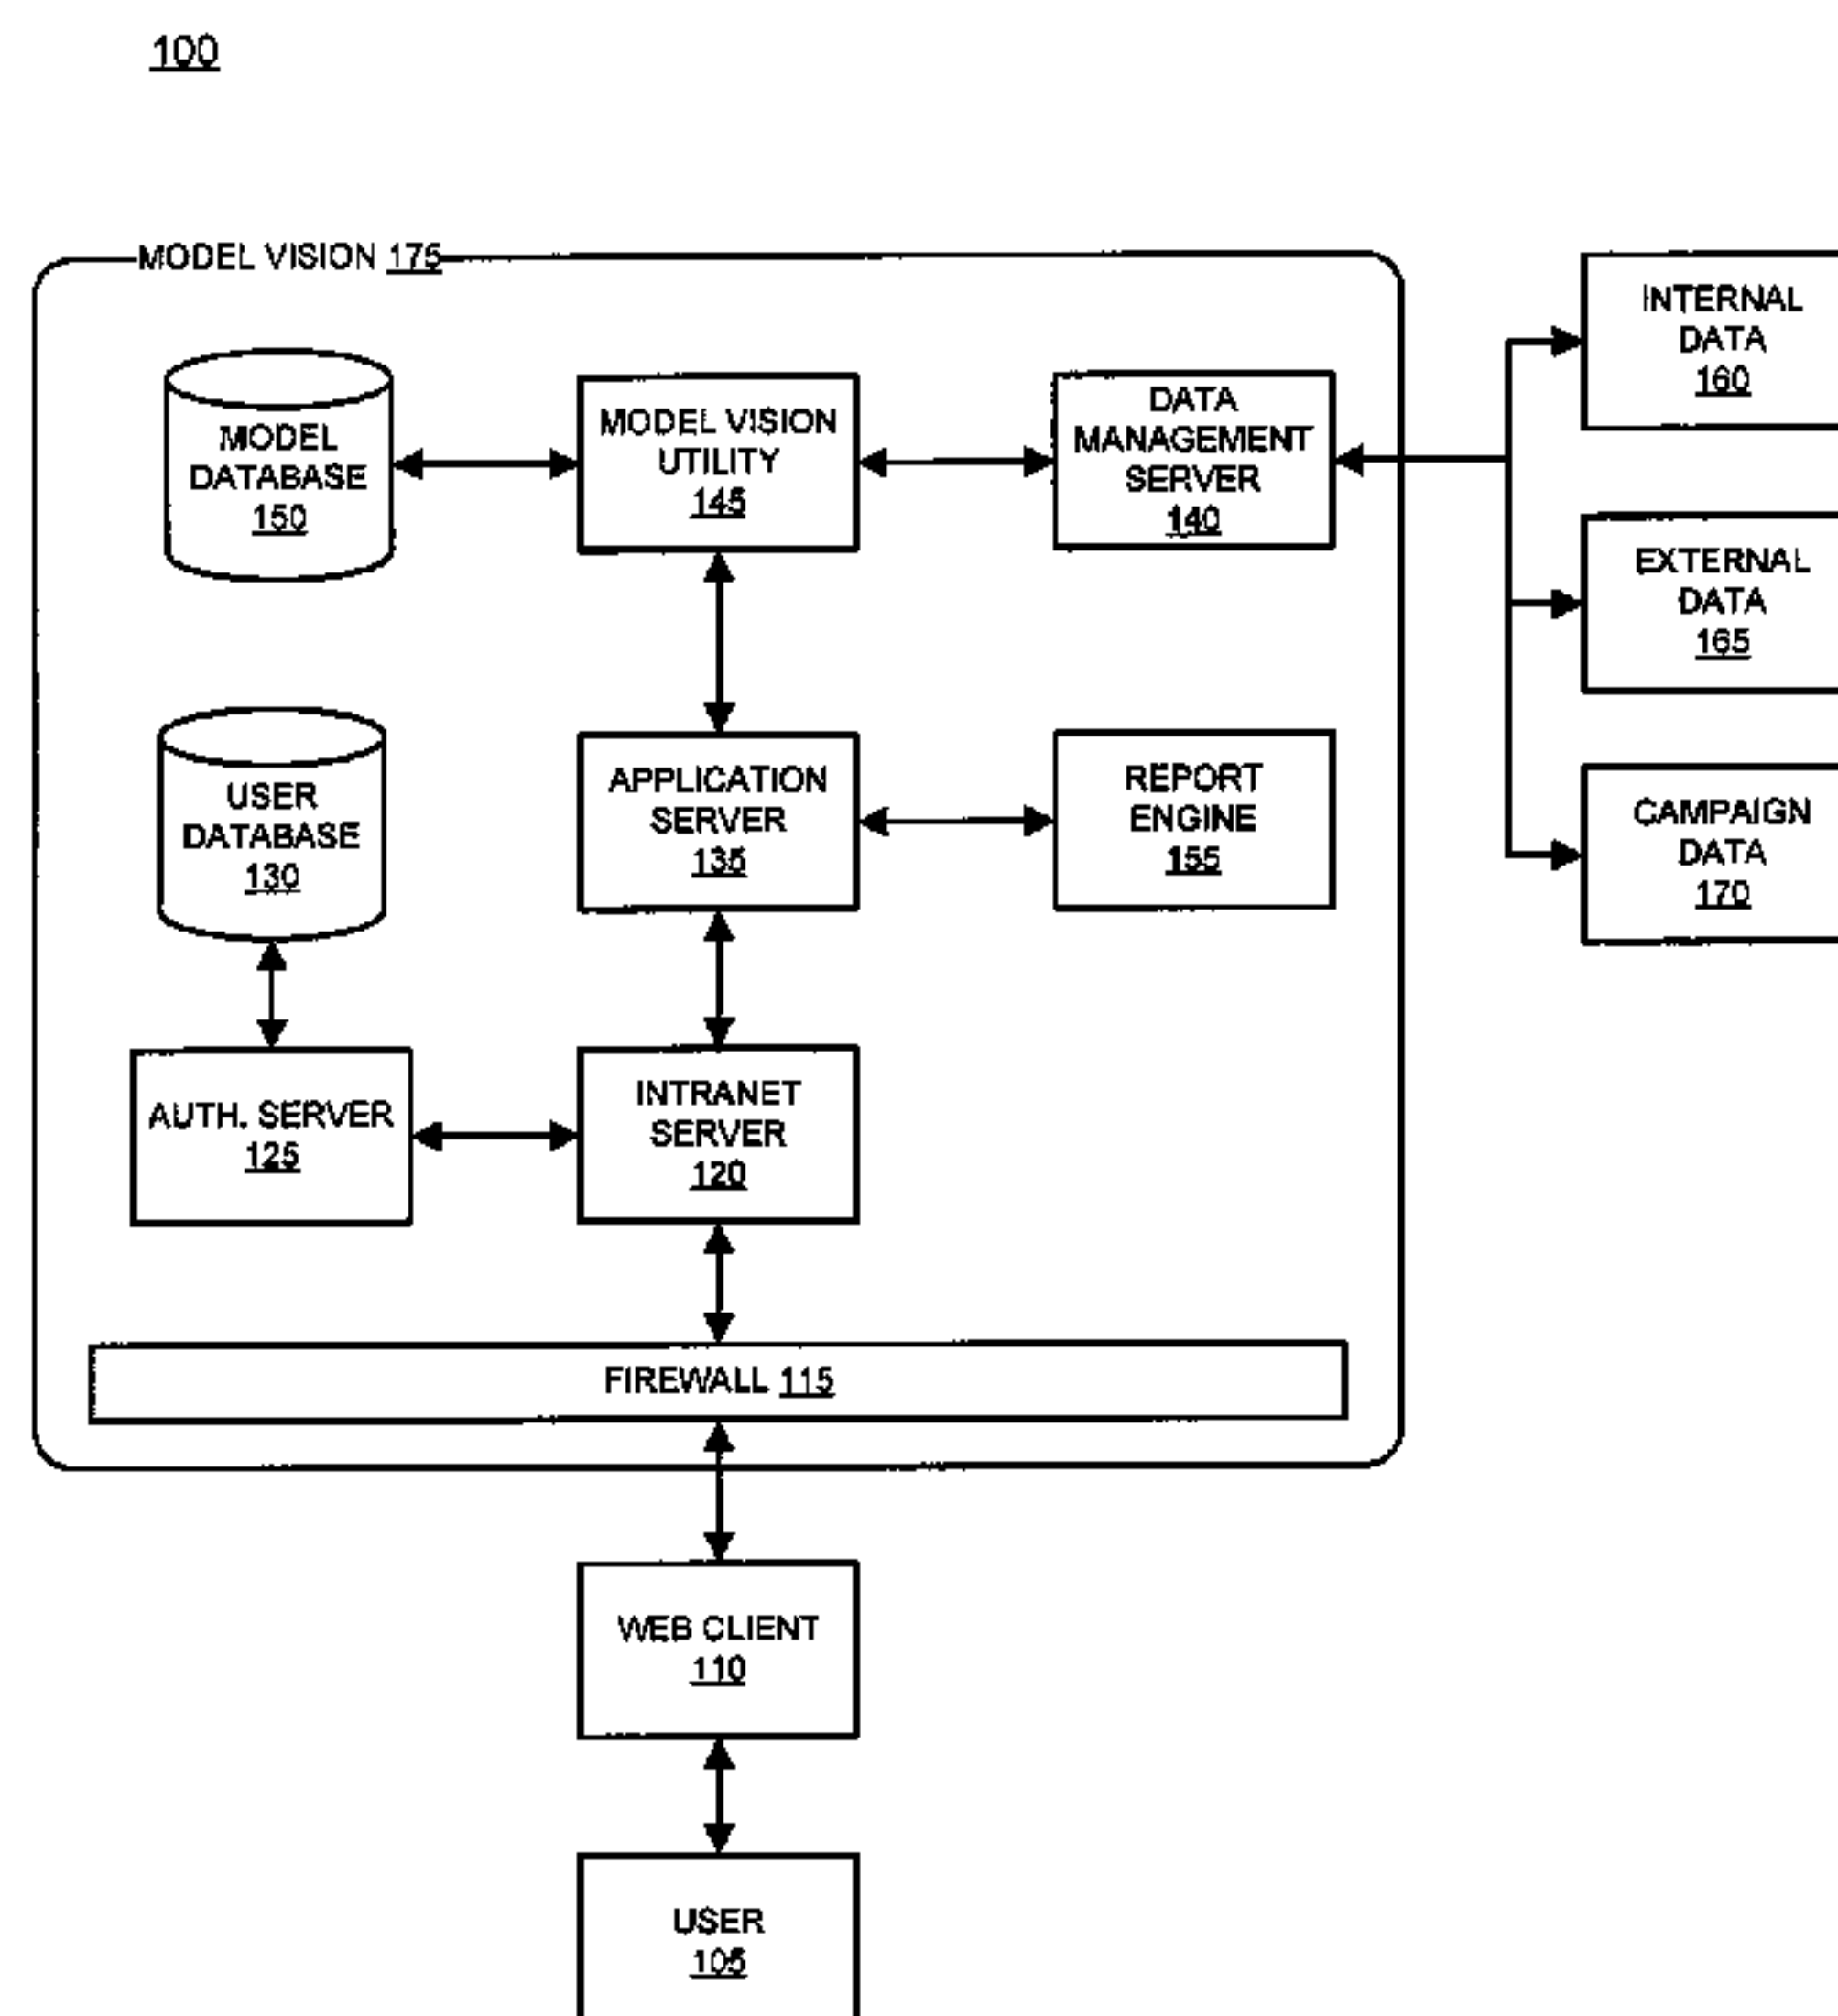 100
MODEL VISION 175
MODEL
DATABASE
150
MODEL VISION
UTILITY
145
DATA
MANAGEMENT
SERVER
140
INTERNAL
DATA
160
EXTERNAL
DATA
165
CAMPAIGN
DATA
170
USER
DATABASE
130
APPLICATION
SERVER
135
REPORT
ENGINE
155
AUTH. SERVER
125
INTRANET
SERVER
120
FIREWALL 115
WEB CLIENT
110
USER
105